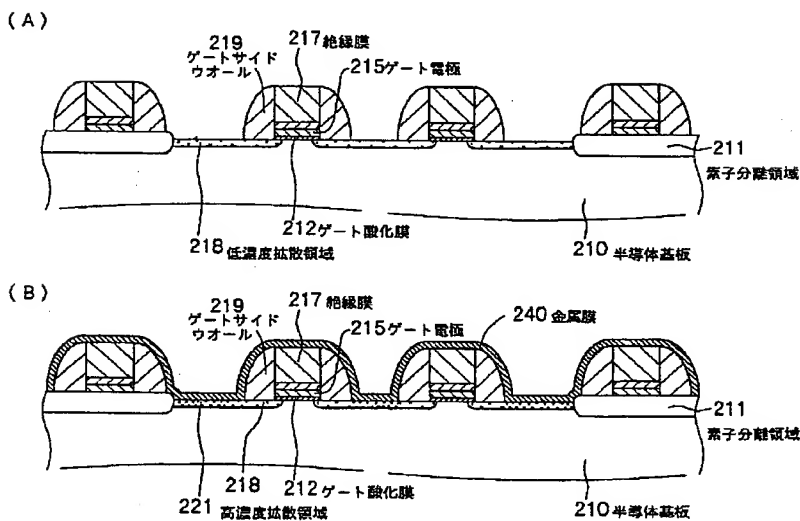 (A)
219
ゲートサイド
ウオール
217絶縁膜
215ゲート電極
211
素子分離領域
212ゲート酸化膜
218低濃度拡散領域
210半導体基板
(B)
219
ゲートサイド
ウオール
217絶縁膜
215ゲート電極
240金属膜
211
素子分離領域
218
212ゲート酸化膜
221 高濃度拡散領域
210半導体基板